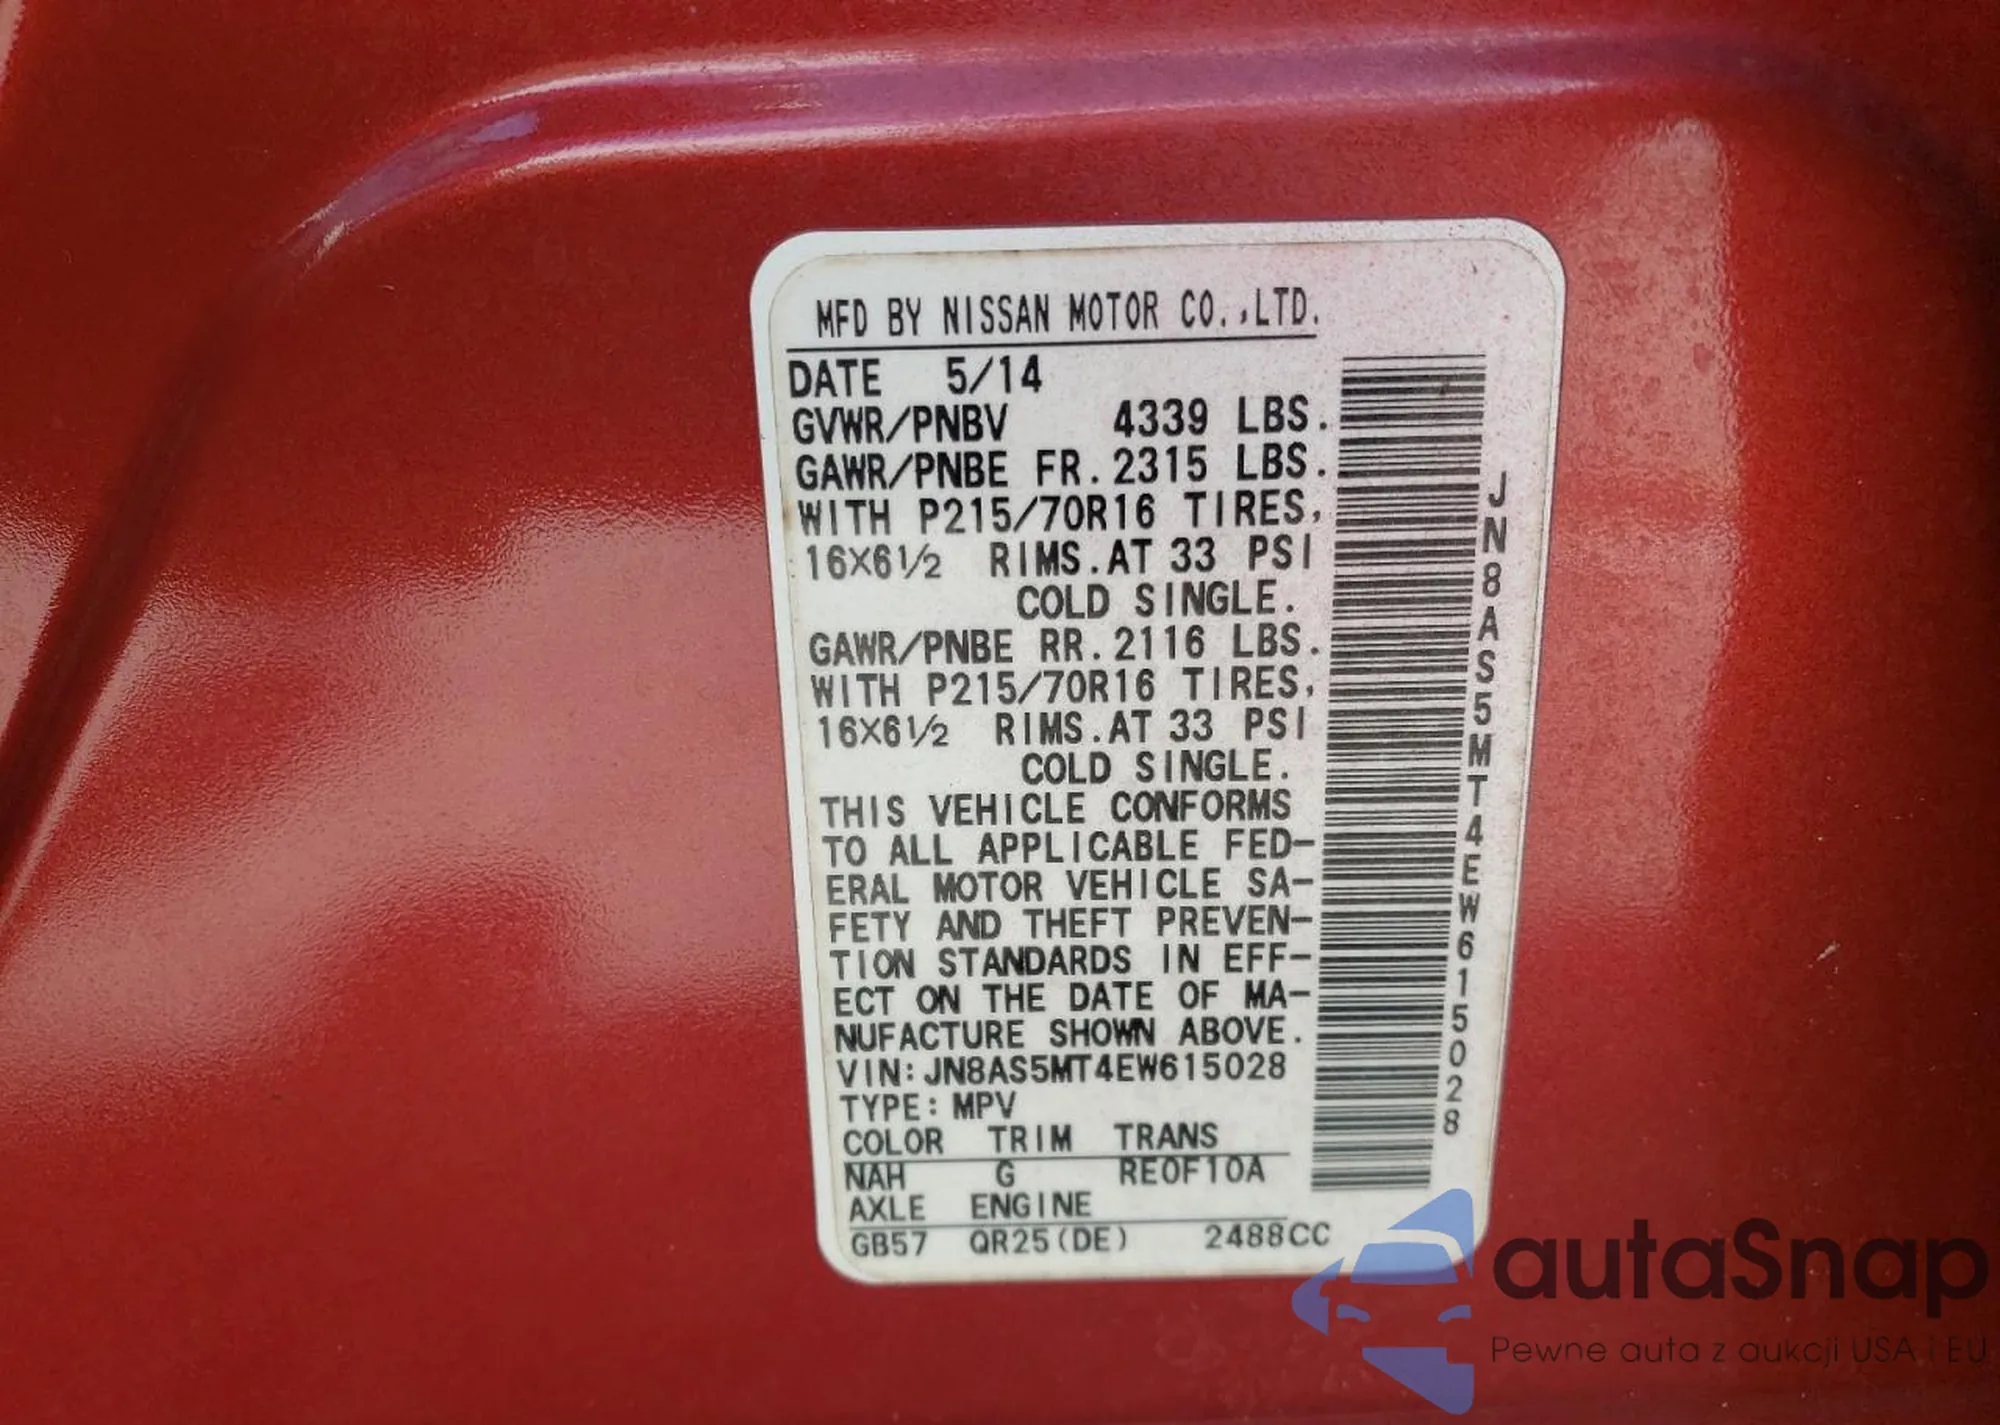 MFD BY NISSAN MOTOR CO.,LTD.
DATE 5/14
GVWR/PNBV 4339 LBS.
GAWR/PNBE FR. 2315 LBS.
WITH P215/70R16 TIRES,
16X6½ RIMS. AT 33 PSI
COLD SINGLE.
GAWR/PNBE RR. 2116 LBS.
WITH P215/70R16 TIRES,
16X6½ RIMS. AT 33 PSI
COLD SINGLE.
THIS VEHICLE CONFORMS
TO ALL APPLICABLE FED-
ERAL MOTOR VEHICLE SA-
FETY AND THEFT PREVEN-
TION STANDARDS IN EFF-
ECT ON THE DATE OF MA-
NUFACTURE SHOWN ABOVE.
VIN: JN8AS5MT4EW615028
TYPE: MPV
COLOR TRIM TRANS
NAH G RE0F10A
AXLE ENGINE
GB57 QR25(DE) 2488CC
JN8AS5MT4EW615028
autaSnap
Pewne auta z aukcji USA i EU